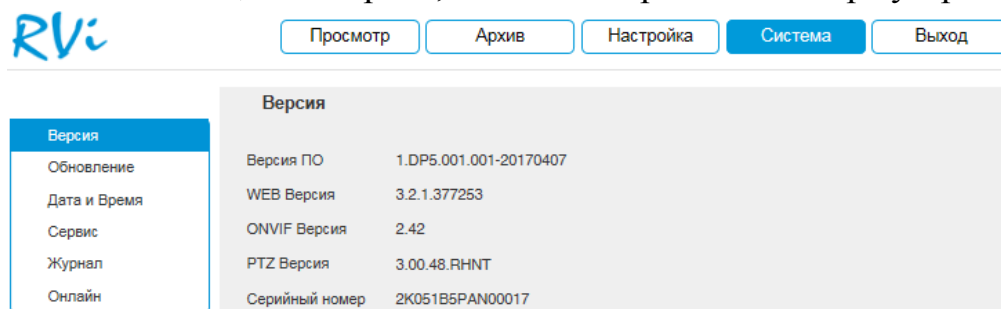 RVi
Просмотр Архив Настройка Система Выход
Версия
Версия
Обновление
Дата и Время
Сервис
Журнал
Онлайн
Версия ПО 1.DP5.001.001-20170407
WEB Версия 3.2.1.377253
ONVIF Версия 2.42
PTZ Версия 3.00.48.RHNT
Серийный номер 2K051B5PAN00017